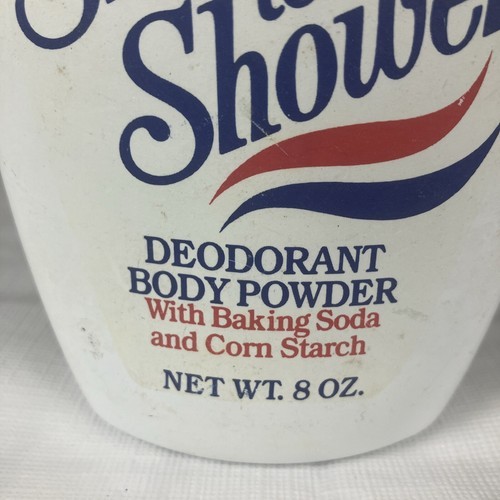 Shower
DEODORANT
BODY POWDER
With Baking Soda
and Corn Starch
NET WT. 8 OZ.